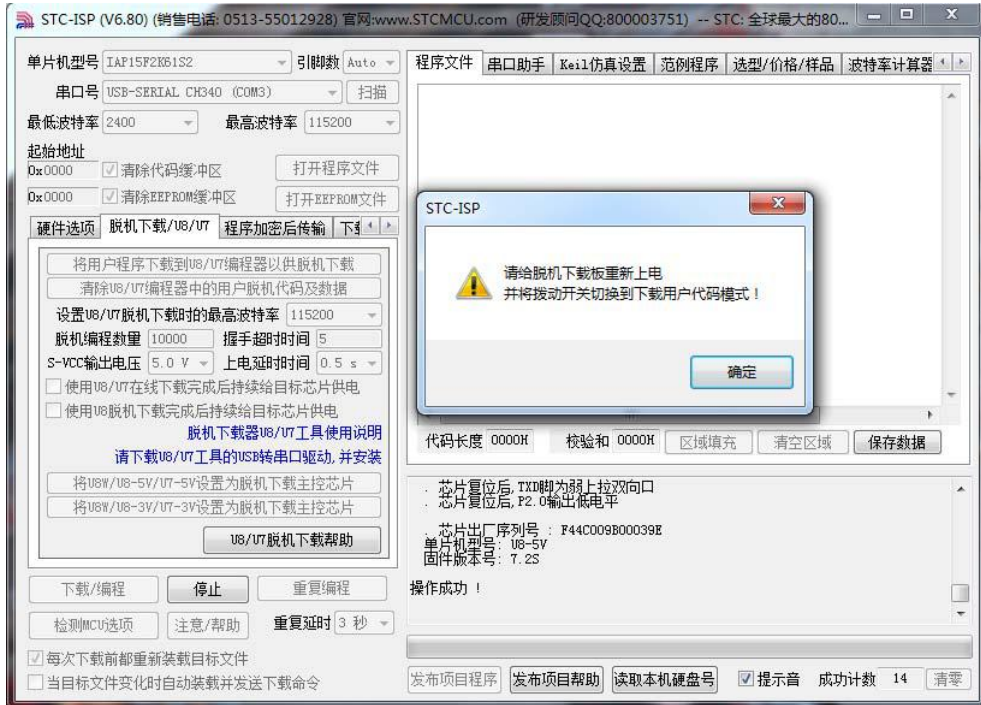 STC-ISP (V6.80) (销售电话: 0513-55012928) 官网:www.STCMCU.com (研发顾问QQ:800003751) -- STC: 全球最大的80...
单片机型号 IAP15F2K61S2 引脚数 Auto
串口号 USB-SERIAL CH340 (COM3) 扫描
最低波特率 2400 最高波特率 115200
起始地址
0x0000 清除代码缓冲区 打开程序文件
0x0000 清除EEPROM缓冲区 打开EEPROM文件
硬件选项 脱机下载/U8/U7 程序加密后传输
将用户程序下载到U8/U7编程器以供脱机下载
清除U8/U7编程器中的用户脱机代码及数据
设置U8/U7脱机下载时的最高波特率 115200
脱机编程数量 10000 握手超时时间 5
S-VCC输出电压 5.0 V 上电延时时间 0.5 s
使用U8/U7在线下载完成后持续给目标芯片供电
使用U8脱机下载完成后持续给目标芯片供电
脱机下载器U8/U7工具使用说明
请下载U8/U7工具的USB转串口驱动,并安装
将U8W/U8-5V/U7-5V设置为脱机下载主控芯片
将U8W/U8-3V/U7-3V设置为脱机下载主控芯片
U8/U7脱机下载帮助
下载/编程 停止 重复编程
检测MCU选项 注意/帮助 重复延时 3 秒
每次下载前都重新装载目标文件
当目标文件变化时自动装载并发送下载命令
程序文件 串口助手 Keil仿真设置 范例程序 选型/价格/样品 波特率计算器
STC-ISP
请给脱机下载板重新上电
并将拨动开关切换到下载用户代码模式！
确定
代码长度 0000H 校验和 0000H 区域填充 清空区域 保存数据
. 芯片复位后,TXD脚为弱上拉双向口
. 芯片复位后,P2.0输出低电平
. 芯片出厂序列号 : F44C009B00039E
单片机型号: U8-5V
固件版本号: 7.2S
操作成功 !
发布项目程序 发布项目帮助 读取本机硬盘号 提示音 成功计数 14 清零